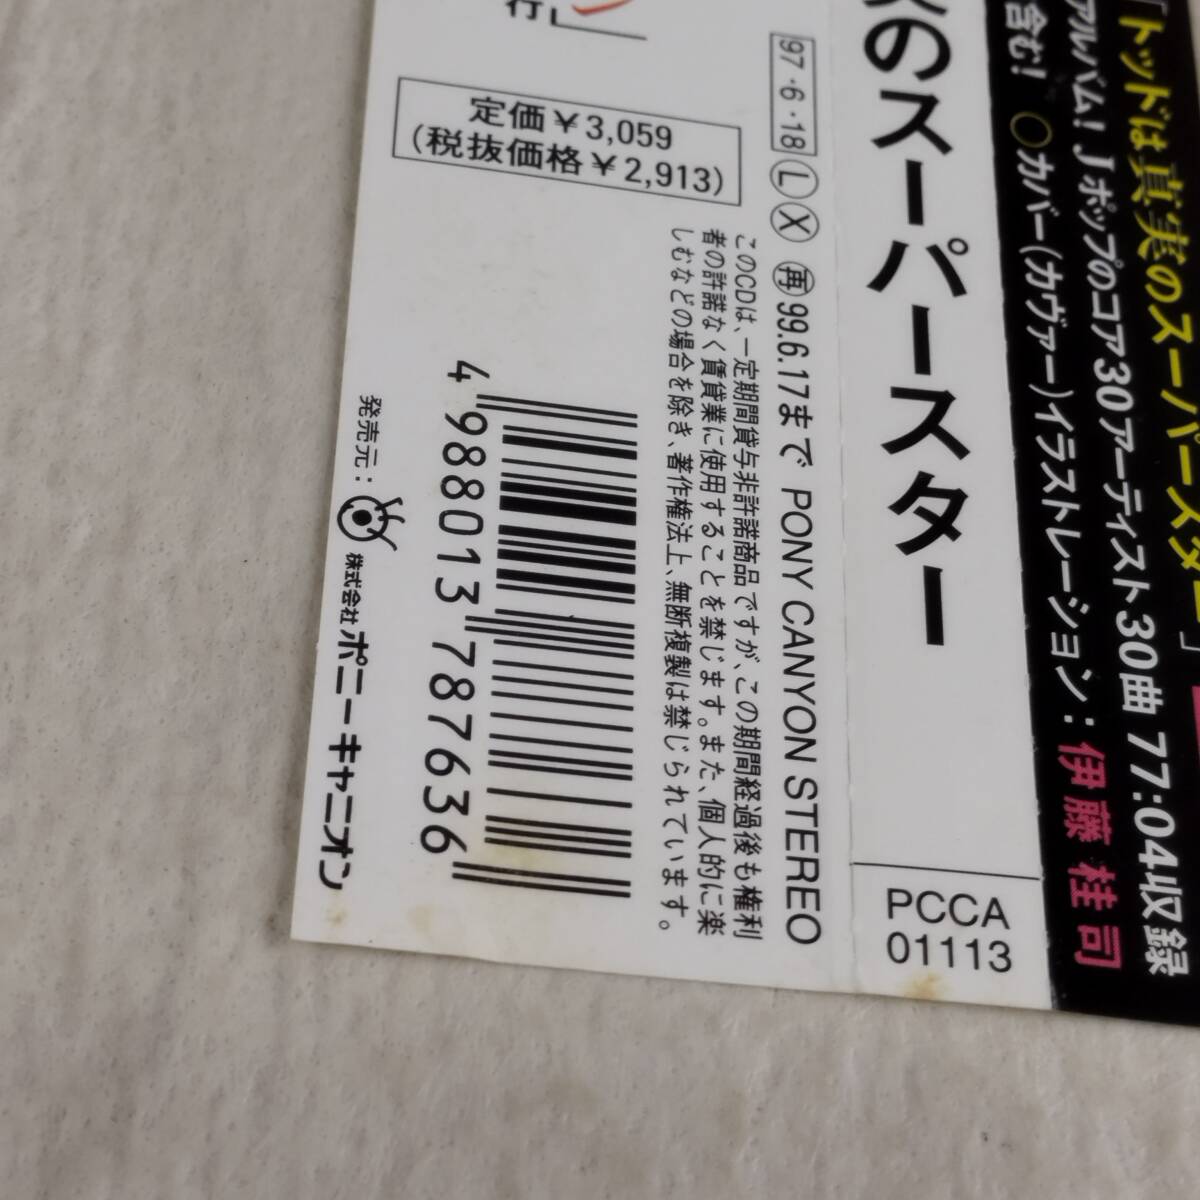 「トッドは真実のスーパースター」
アルバム! Jポップのコア30アーティスト30曲 77:04収録
含む! ○カバー(カヴァー)イラストレーション:伊藤桂司
のスーパースター
PCCA
01113
97・6・18 Ⓛ Ⓧ ㊢99.6.17まで PONY CANYON STEREO
このCDは、一定期間貸与非許諾商品ですが、この期間経過後も権利
者の許諾なく賃貸業に使用することを禁じます。また、個人的に楽
しむなどの場合を除き、著作権法上、無断複製は禁じられています。
行」
定価¥3,059
(税抜価格¥2,913)
4 988013 787636
発売元: 株式会社ポニーキャニオン